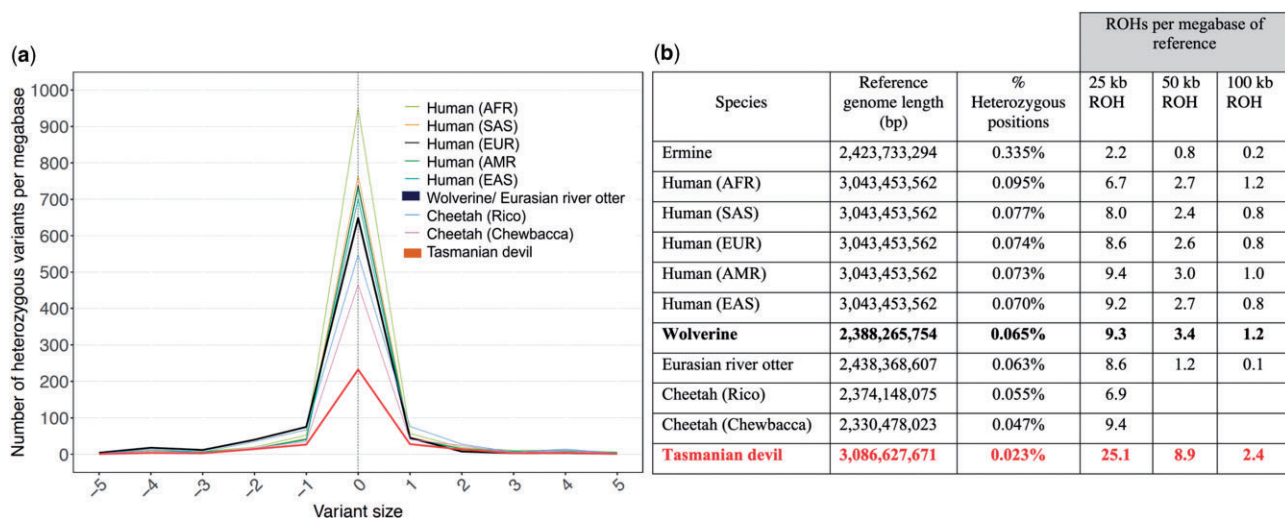 (a)
Number of heterozygous variants per megabase
1000
900
800
700
600
500
400
300
200
100
0
Human (AFR)
Human (SAS)
Human (EUR)
Human (AMR
Human (EAS)
Wolverine/ Eurasian river otter
Cheetah (Rico)
Cheetah (Chewbacca)
Tasmanian devil
−5 −4 −3 −2 −1 0 1 2 3 4 5
Variant size
(b)
ROHs per megabase of
reference
Species Reference genome length (bp) % Heterozygous positions 25 kb ROH 50 kb ROH 100 kb ROH
Ermine 2,423,733,294 0.335% 2.2 0.8 0.2
Human (AFR) 3,043,453,562 0.095% 6.7 2.7 1.2
Human (SAS) 3,043,453,562 0.077% 8.0 2.4 0.8
Human (EUR) 3,043,453,562 0.074% 8.6 2.6 0.8
Human (AMR) 3,043,453,562 0.073% 9.4 3.0 1.0
Human (EAS) 3,043,453,562 0.070% 9.2 2.7 0.8
Wolverine 2,388,265,754 0.065% 9.3 3.4 1.2
Eurasian river otter 2,438,368,607 0.063% 8.6 1.2 0.1
Cheetah (Rico) 2,374,148,075 0.055% 6.9
Cheetah (Chewbacca) 2,330,478,023 0.047% 9.4
Tasmanian devil 3,086,627,671 0.023% 25.1 8.9 2.4